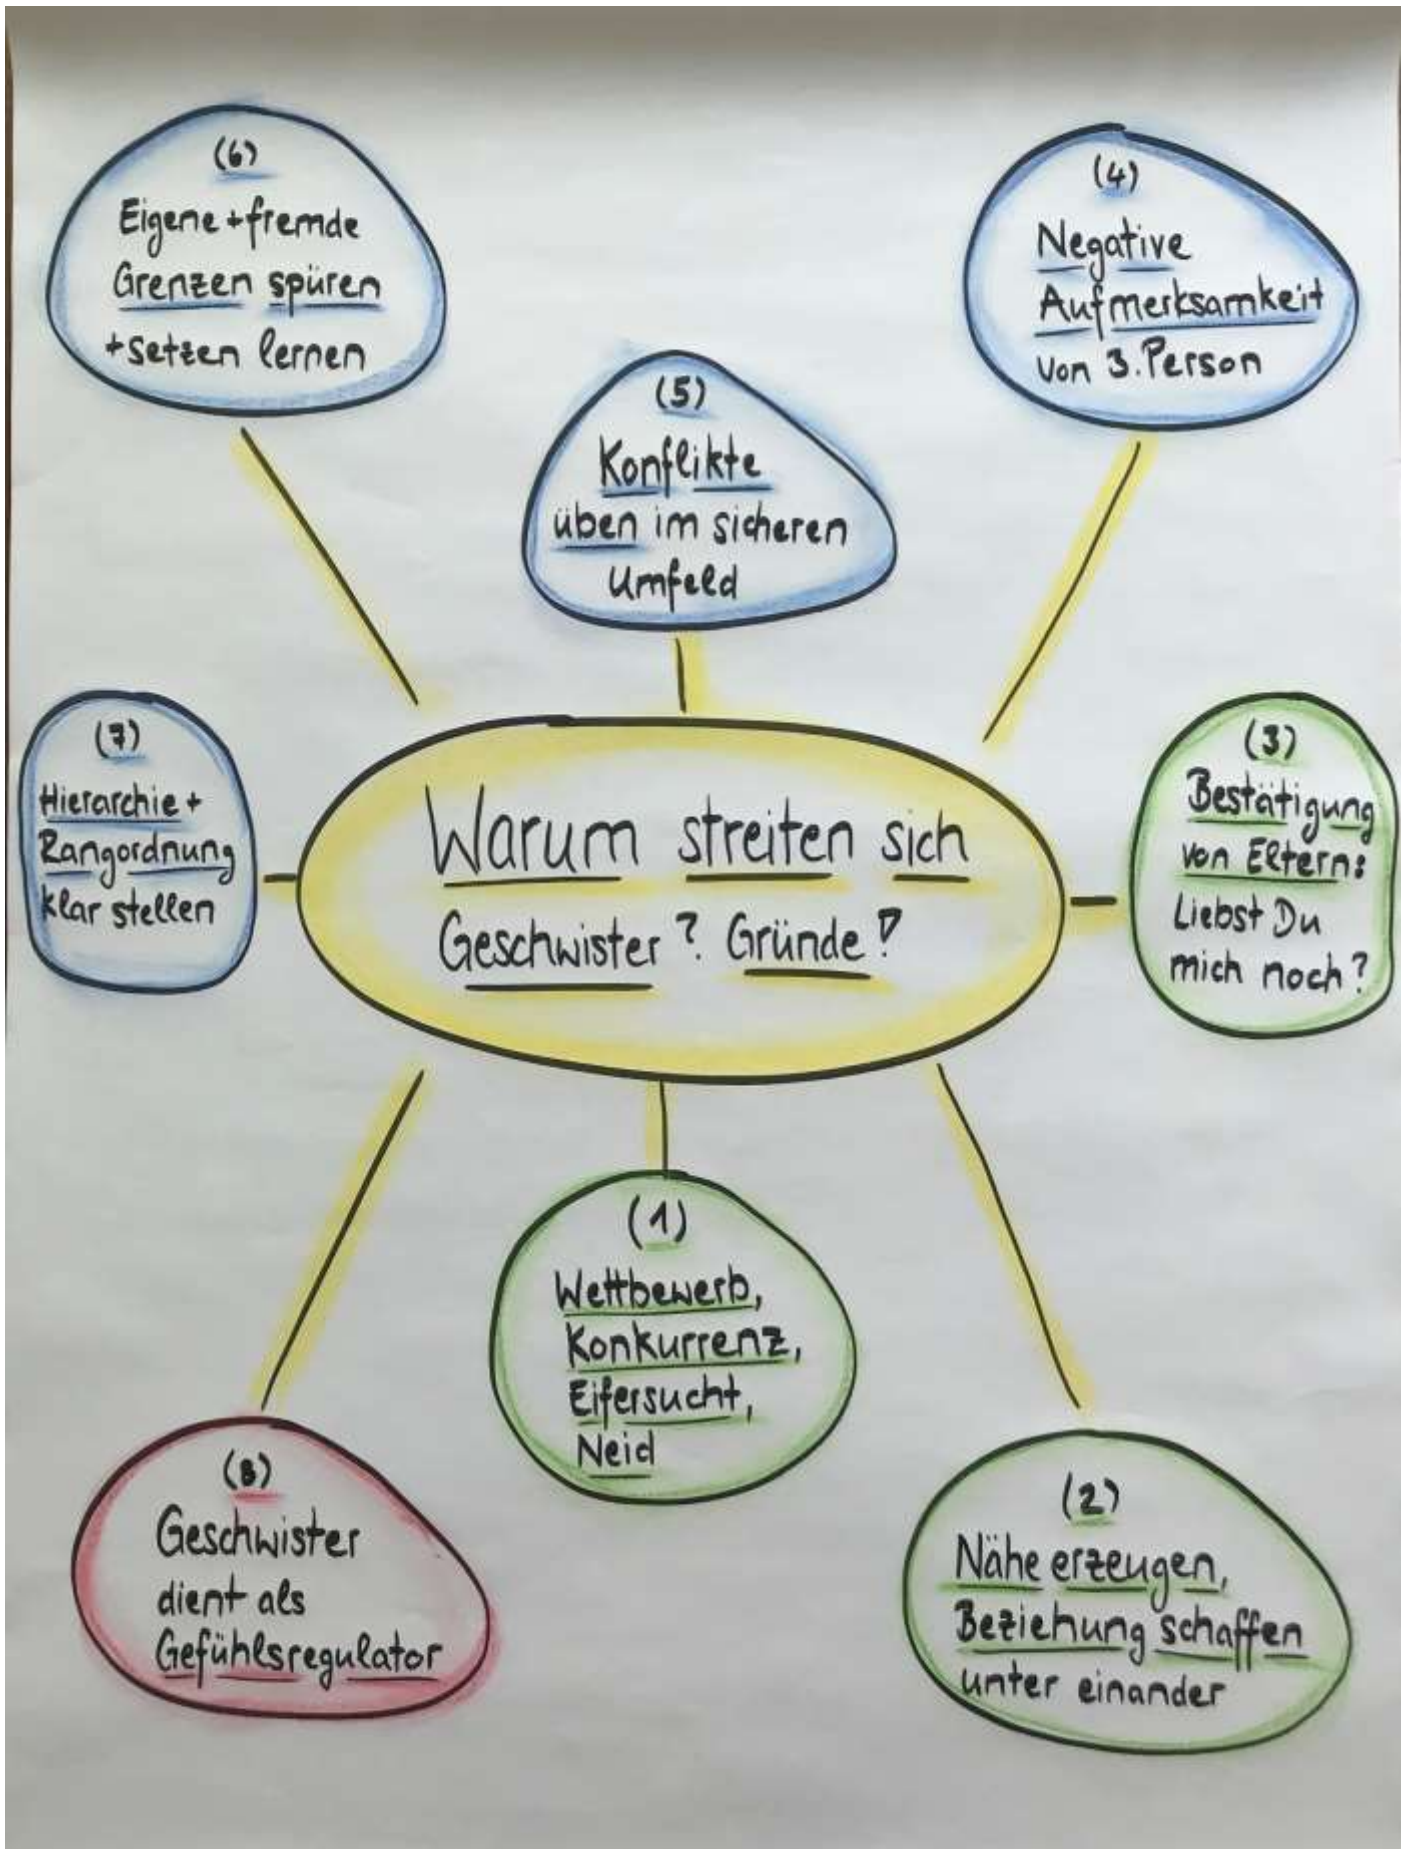 (6)
Eigene + fremde
Grenzen spüren
+ setzen lernen
(4)
Negative
Aufmerksamkeit
von 3. Person
(5)
Konflikte
üben im sicheren
Umfeld
(7)
Hierarchie +
Rangordnung
klar stellen
Warum streiten sich
Geschwister? Gründe!
(3)
Bestätigung
von Eltern:
Liebst Du
mich noch?
(1)
Wettbewerb,
Konkurrenz,
Eifersucht,
Neid
(8)
Geschwister
dient als
Gefühlsregulator
(2)
Nähe erzeugen,
Beziehung schaffen
unter einander